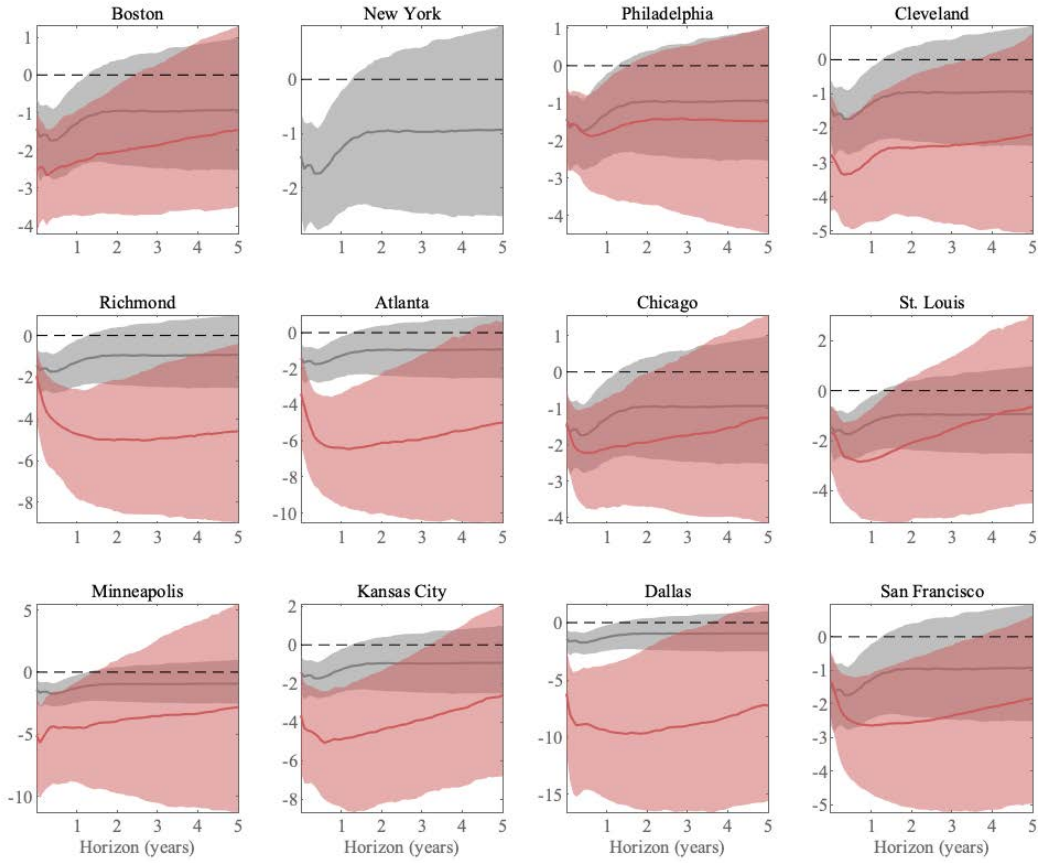 Boston
1
0
-1
-2
-3
-4
1 2 3 4 5
New York
0
-1
-2
1 2 3 4 5
Philadelphia
1
0
-1
-2
-3
-4
1 2 3 4 5
Cleveland
0
-1
-2
-3
-4
-5
1 2 3 4 5
Richmond
0
-2
-4
-6
-8
1 2 3 4 5
Atlanta
0
-2
-4
-6
-8
-10
1 2 3 4 5
Chicago
1
0
-1
-2
-3
-4
1 2 3 4 5
St. Louis
2
0
-2
-4
1 2 3 4 5
Minneapolis
5
0
-5
-10
1 2 3 4 5
Horizon (years)
Kansas City
2
0
-2
-4
-6
-8
1 2 3 4 5
Horizon (years)
Dallas
0
-5
-10
-15
1 2 3 4 5
Horizon (years)
San Francisco
0
-1
-2
-3
-4
-5
1 2 3 4 5
Horizon (years)